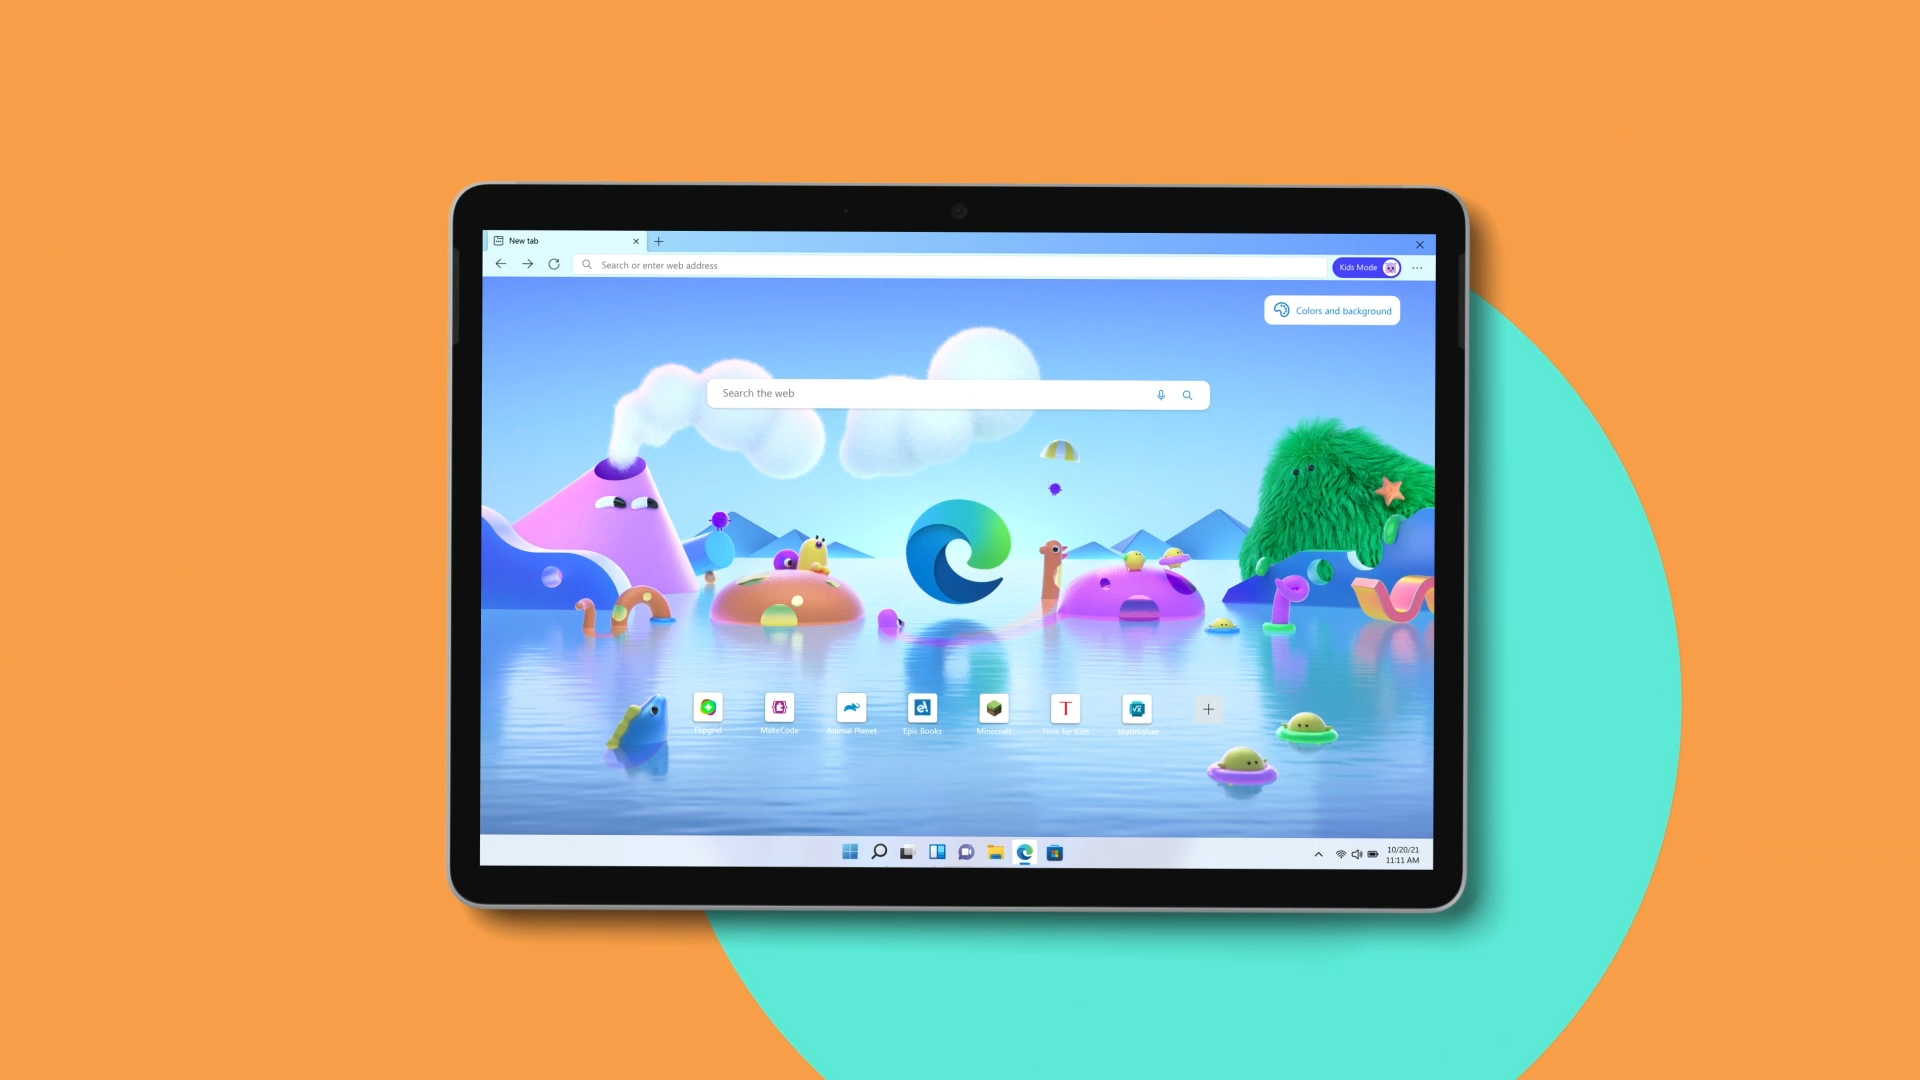 New tab
Search or enter web address
Kids Mode
Colors and background
Search the web
Flipgrid
MakeCode
Animal Planet
Epic Books
Minecraft
Time for Kids
MathSolver
10/20/21
11:11 AM